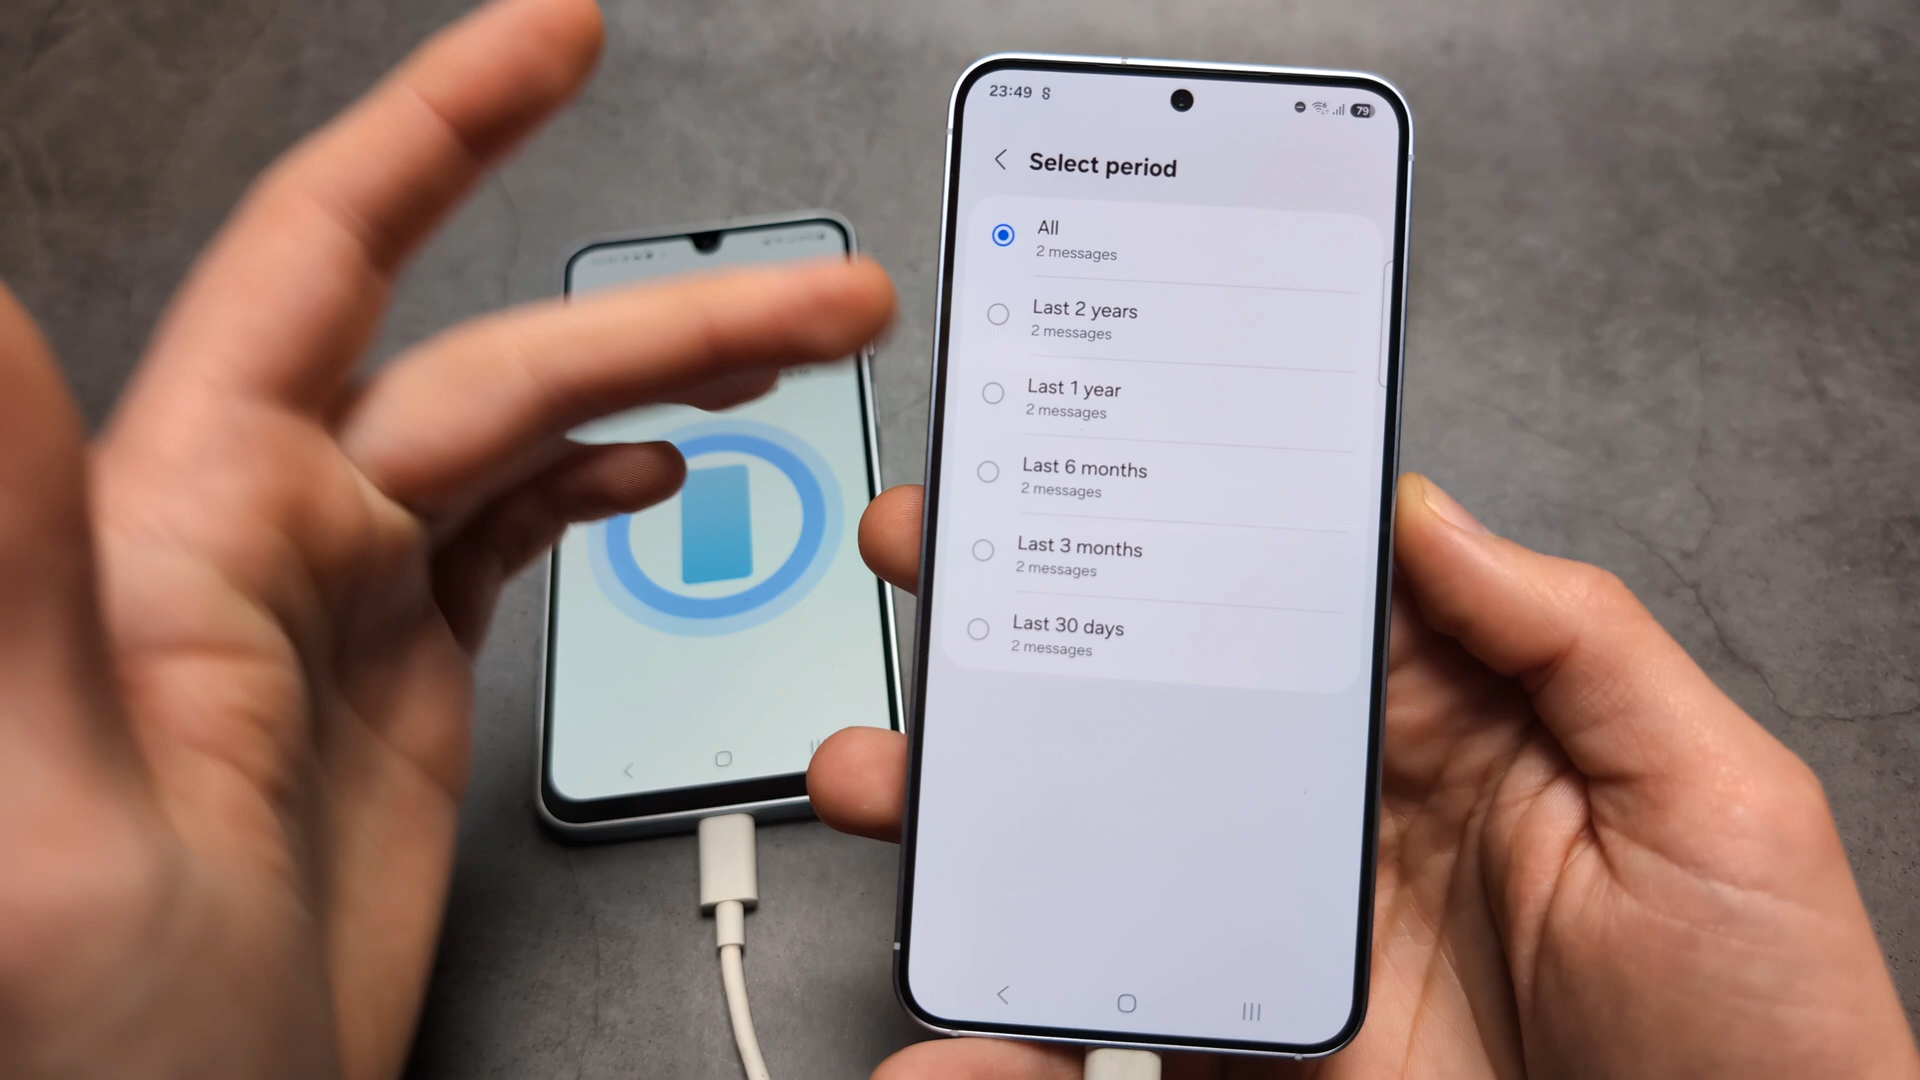 23:49
79
Select period
All
2 messages
Last 2 years
2 messages
Last 1 year
2 messages
Last 6 months
2 messages
Last 3 months
2 messages
Last 30 days
2 messages